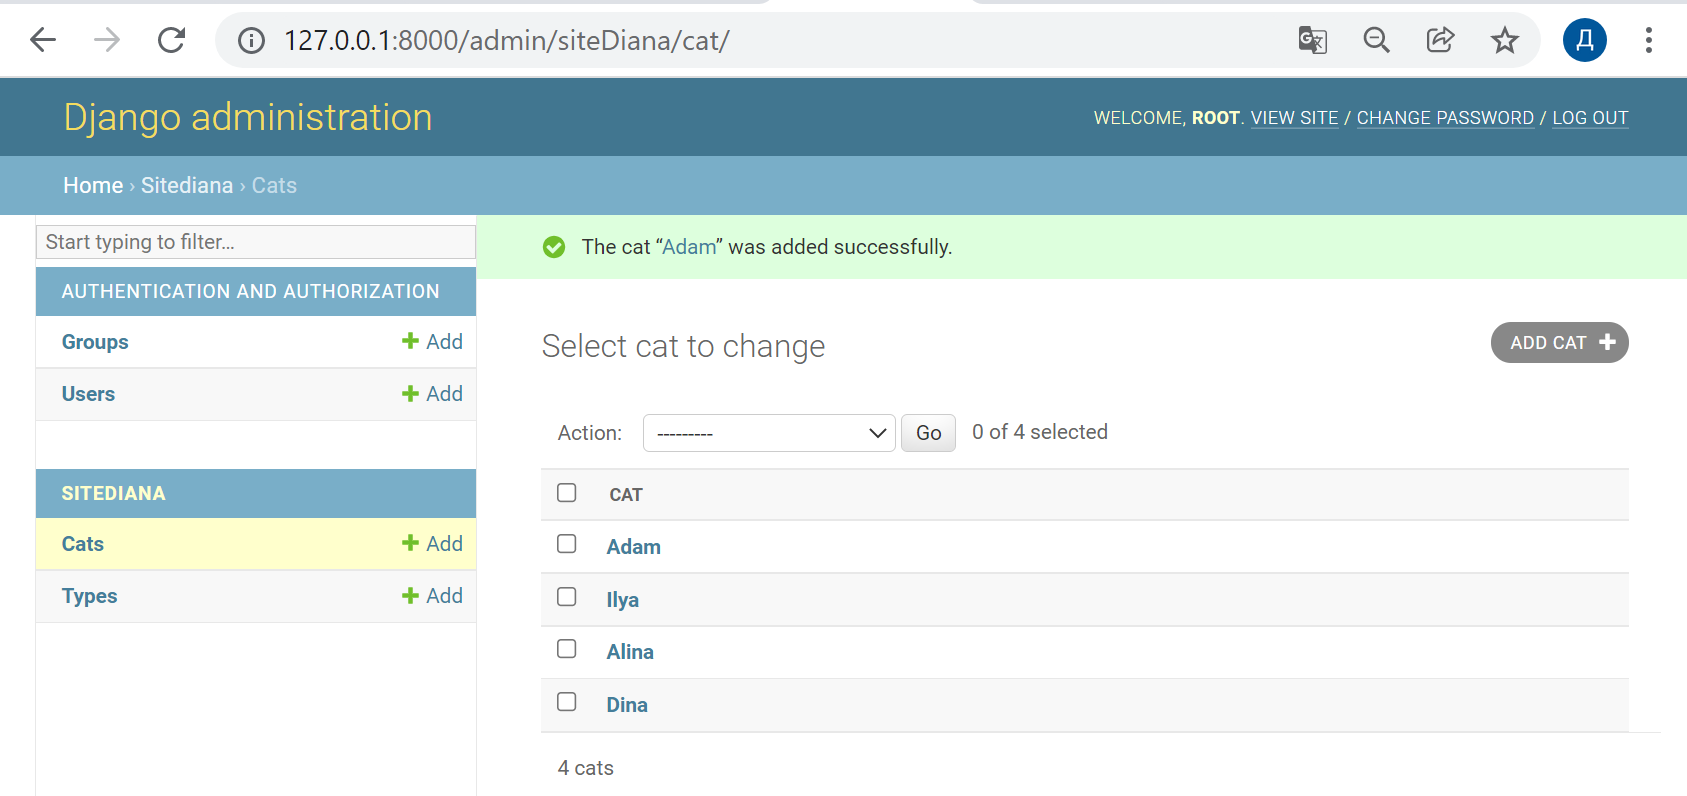 127.0.0.1:8000/admin/siteDiana/cat/
Д
Django administration
WELCOME, ROOT. VIEW SITE / CHANGE PASSWORD / LOG OUT
Home › Sitediana › Cats
Start typing to filter...
The cat “Adam” was added successfully.
AUTHENTICATION AND AUTHORIZATION
Groups + Add
Users + Add
SITEDIANA
Cats + Add
Types + Add
Select cat to change
ADD CAT +
Action: --------- Go 0 of 4 selected
CAT
Adam
Ilya
Alina
Dina
4 cats